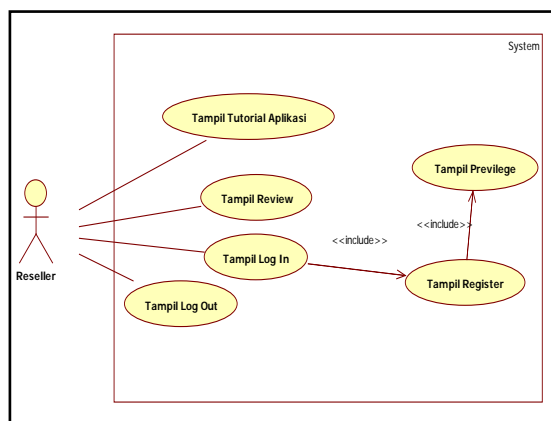 System
Tampil Tutorial Aplikasi
Tampil Previlege
Tampil Review
<<include>>
<<include>>
Tampil Log In
Reseller
Tampil Register
Tampil Log Out